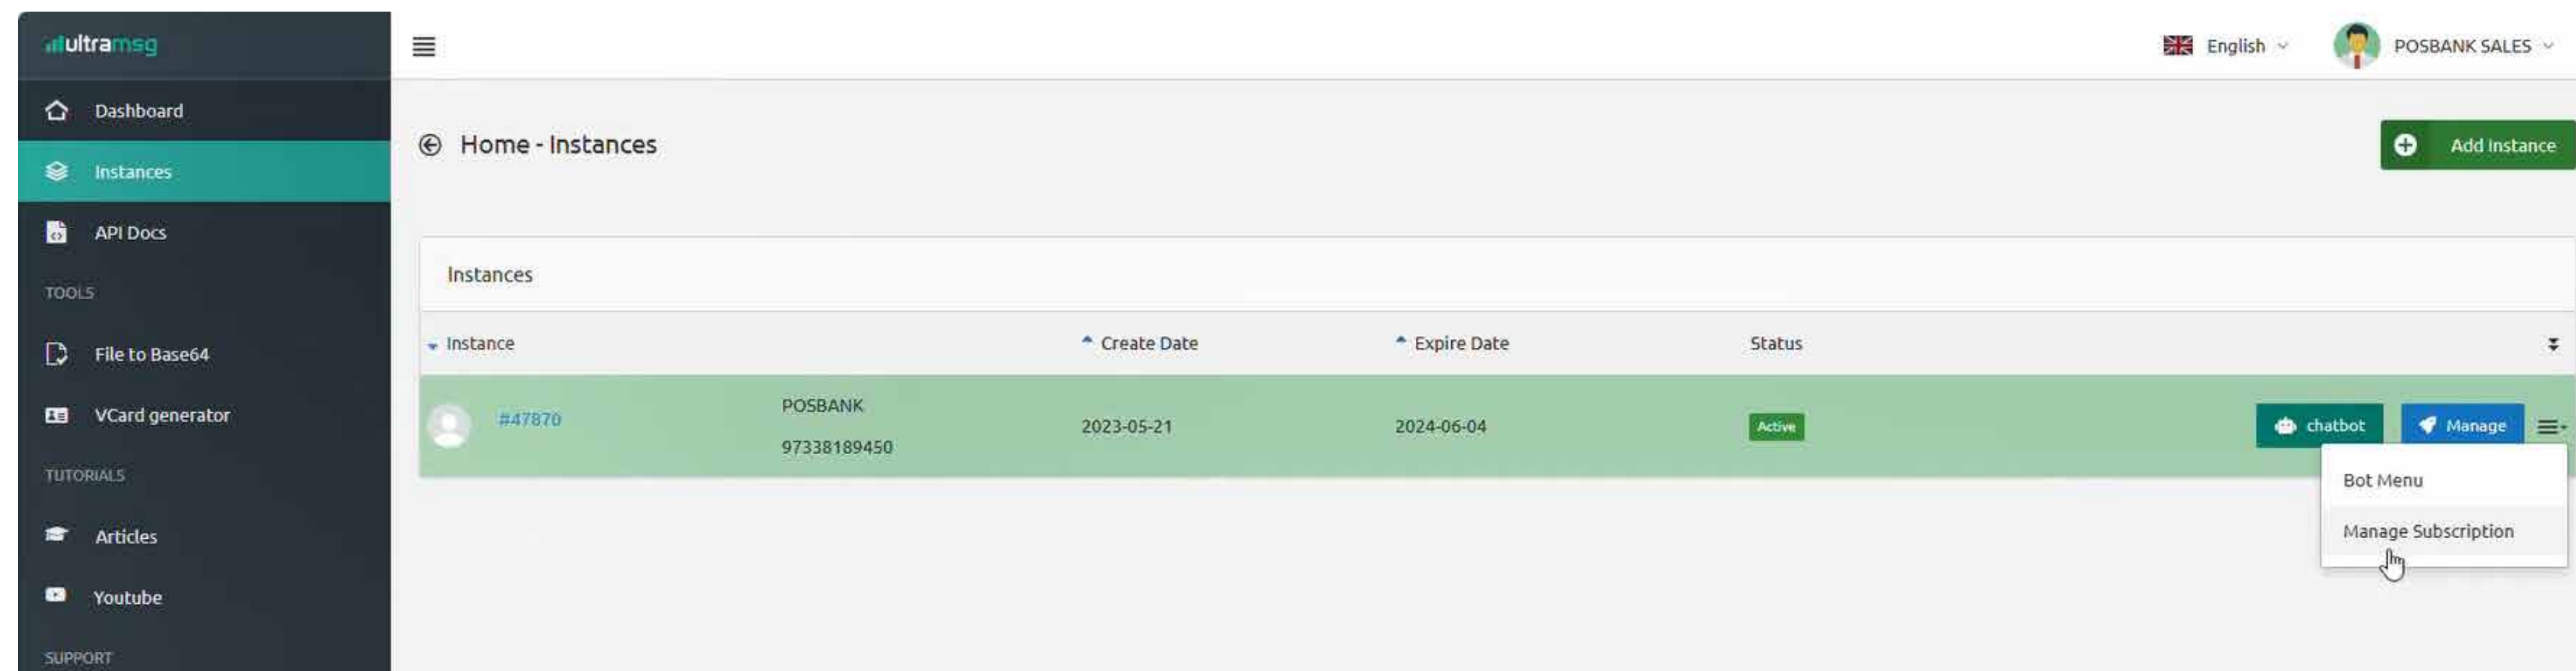 ultramsg
English
POSBANK SALES
Dashboard
Home - Instances
Add Instance
Instances
API Docs
Instances
TOOLS
Instance
Create Date
Expire Date
Status
File to Base64
#47870
POSBANK
97338189450
2023-05-21
2024-06-04
Active
chatbot
Manage
VCard generator
TUTORIALS
Bot Menu
Manage Subscription
Articles
Youtube
SUPPORT